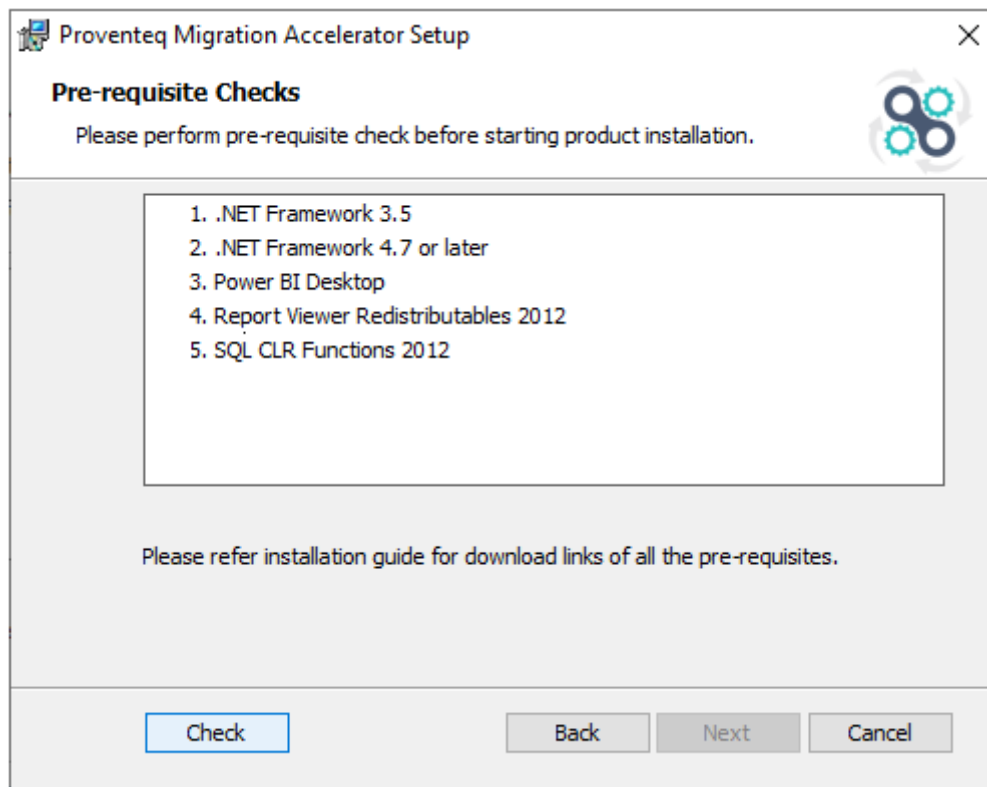 Proventeq Migration Accelerator Setup
Pre-requisite Checks
Please perform pre-requisite check before starting product installation.
1. .NET Framework 3.5
2. .NET Framework 4.7 or later
3. Power BI Desktop
4. Report Viewer Redistributables 2012
5. SQL CLR Functions 2012
Please refer installation guide for download links of all the pre-requisites.
Check Back Next Cancel